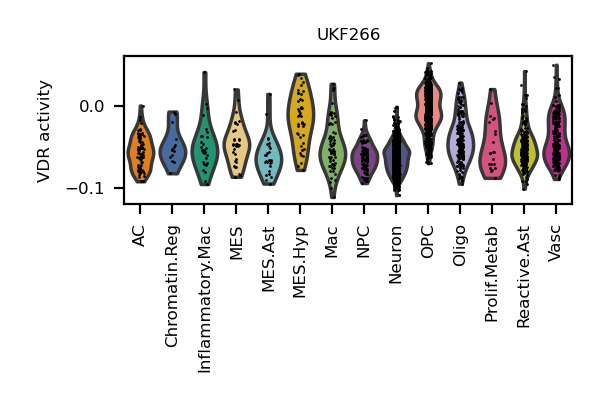 UKF266
VDR activity
0.0
−0.1
AC
Chromatin.Reg
Inflammatory.Mac
MES
MES.Ast
MES.Hyp
Mac
NPC
Neuron
OPC
Oligo
Prolif.Metab
Reactive.Ast
Vasc